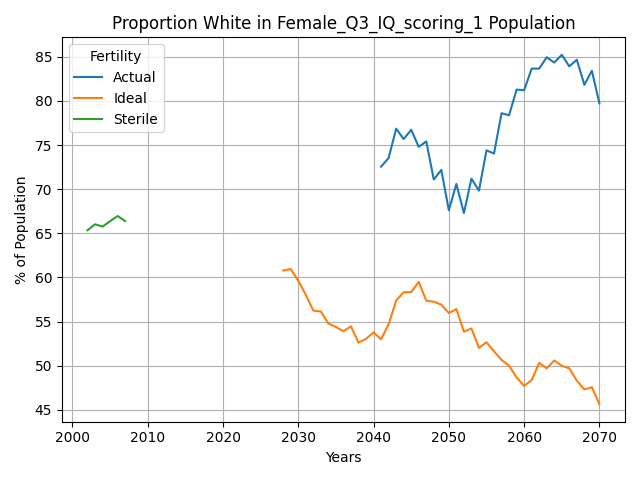 Proportion White in Female_Q3_IQ_scoring_1 Population
Fertility
Actual
Ideal
Sterile
% of Population
85
80
75
70
65
60
55
50
45
2000 2010 2020 2030 2040 2050 2060 2070
Years